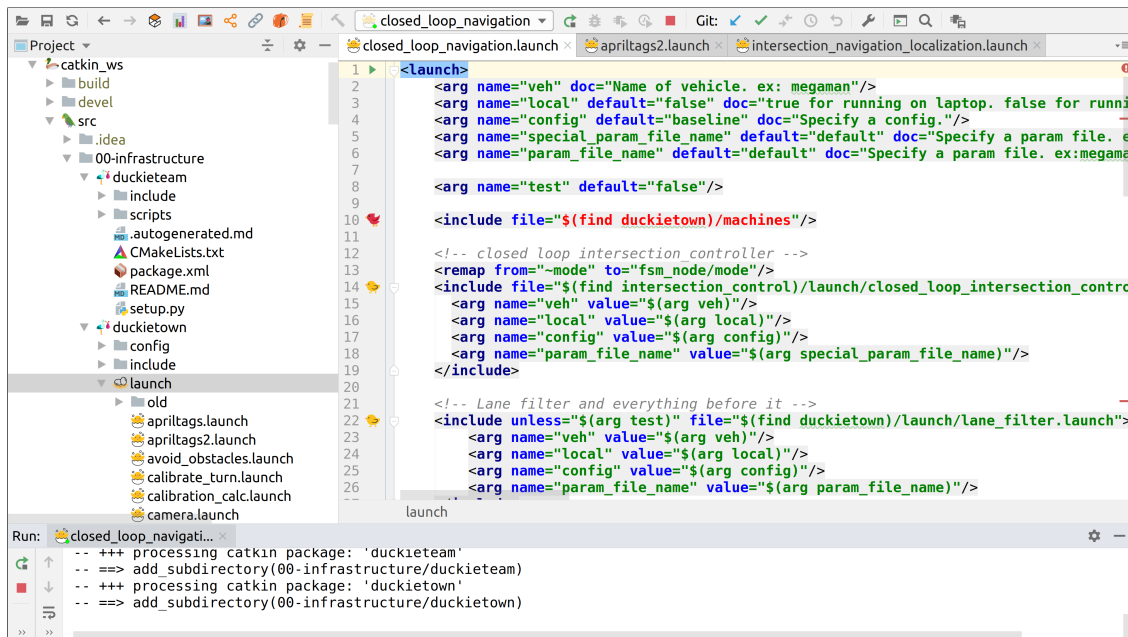 closed_loop_navigation
Git:
Project
closed_loop_navigation.launch
apriltags2.launch
intersection_navigation_localization.launch
catkin_ws
build
devel
src
.idea
00-infrastructure
duckieteam
include
scripts
.autogenerated.md
CMakeLists.txt
package.xml
README.md
setup.py
duckietown
config
include
launch
old
apriltags.launch
apriltags2.launch
avoid_obstacles.launch
calibrate_turn.launch
calibration_calc.launch
camera.launch
1 <launch>
2 <arg name="veh" doc="Name of vehicle. ex: megaman"/>
3 <arg name="local" default="false" doc="true for running on laptop. false for runni
4 <arg name="config" default="baseline" doc="Specify a config."/>
5 <arg name="special_param_file_name" default="default" doc="Specify a param file. e
6 <arg name="param_file_name" default="default" doc="Specify a param file. ex:megama
7
8 <arg name="test" default="false"/>
9
10 <include file="$(find duckietown)/machines"/>
11
12 <!-- closed loop intersection_controller -->
13 <remap from="~mode" to="fsm_node/mode"/>
14 <include file="$(find intersection_control)/launch/closed_loop_intersection_contro
15 <arg name="veh" value="$(arg veh)"/>
16 <arg name="local" value="$(arg local)"/>
17 <arg name="config" value="$(arg config)"/>
18 <arg name="param_file_name" value="$(arg special_param_file_name)"/>
19 </include>
20
21 <!-- Lane filter and everything before it -->
22 <include unless="$(arg test)" file="$(find duckietown)/launch/lane_filter.launch">
23 <arg name="veh" value="$(arg veh)"/>
24 <arg name="local" value="$(arg local)"/>
25 <arg name="config" value="$(arg config)"/>
26 <arg name="param_file_name" value="$(arg param_file_name)"/>
launch
Run: closed_loop_navigati...
-- +++ processing catkin package: 'duckieteam'
-- ==> add_subdirectory(00-infrastructure/duckieteam)
-- +++ processing catkin package: 'duckietown'
-- ==> add_subdirectory(00-infrastructure/duckietown)